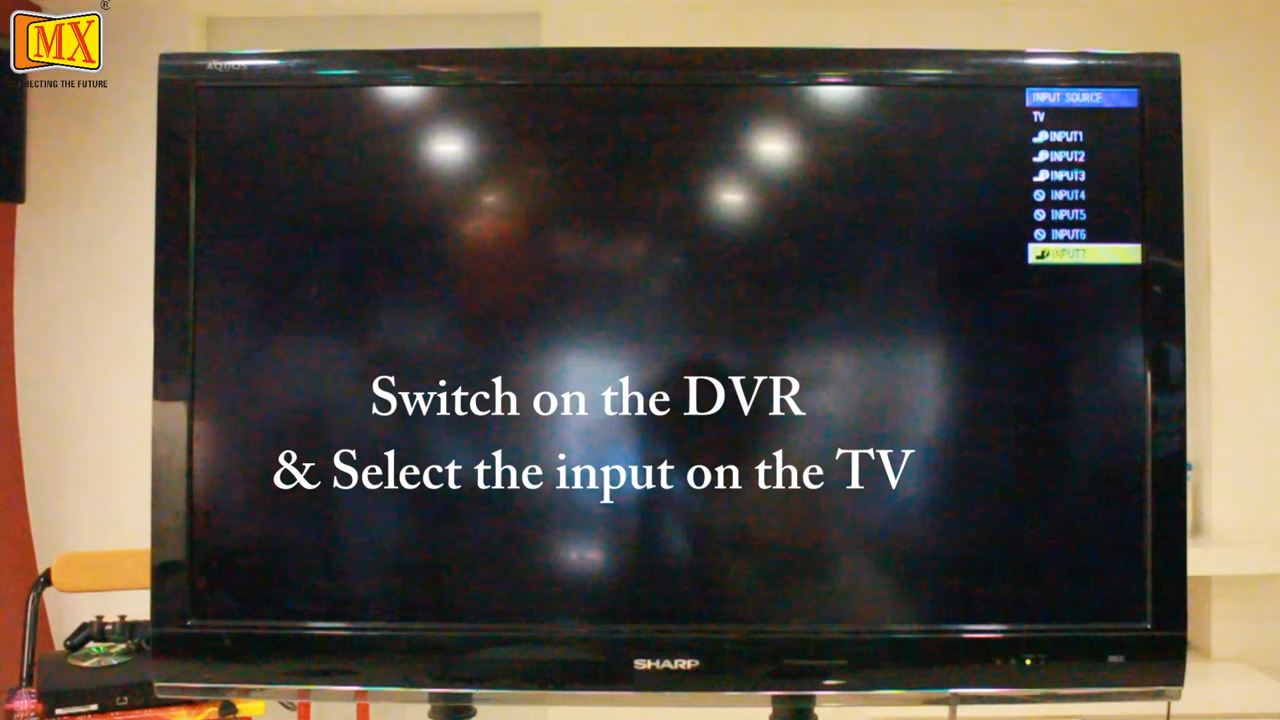 ®
MX
CONNECTING THE FUTURE
AQUOS
INPUT SOURCE
TV
INPUT1
INPUT2
INPUT3
INPUT4
INPUT5
INPUT6
INPUT7
Switch on the DVR
& Select the input on the TV
SHARP